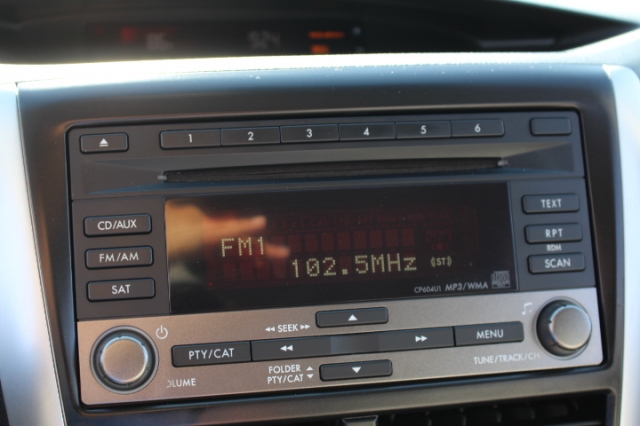 1 2 3 4 5 6
CD/AUX
TEXT
FM/AM
FM1
RPT
RDM
102.5MHz (ST)
SCAN
SAT
CP604U1 MP3/WMA
SEEK
PTY/CAT
MENU
TUNE/TRACK/CH
OLUME
FOLDER
PTY/CAT